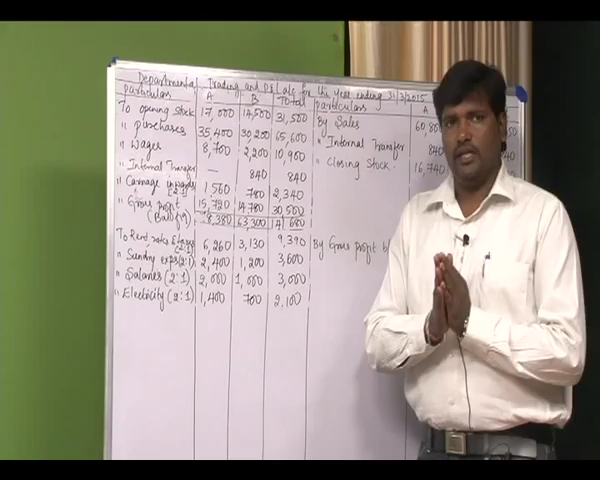 Departmental Trading and P&L a/c for the year ending 31/3/2015
particulars A B Total particulars A
To opening stock 17,000 14,500 31,500 By Sales 60,80
" purchases 35,400 30,200 65,600 " Internal Transfer 840
" Wages 8,700 2,200 10,900 " Closing Stock 16,740
" Internal Transfer — 840 840
" Carriage inwards (2:1) 1,560 780 2,340
" Gross profit (Bal fig) 15,720 14,780 30,500
78,380 63,300 141,680
To Rent, rates & taxes (2:1) 6,260 3,130 9,390 By Gross profit b
" Sundry exps (2:1) 2,400 1,200 3,600
" Salaries (2:1) 2,000 1,000 3,000
" Electricity (2:1) 1,400 700 2,100